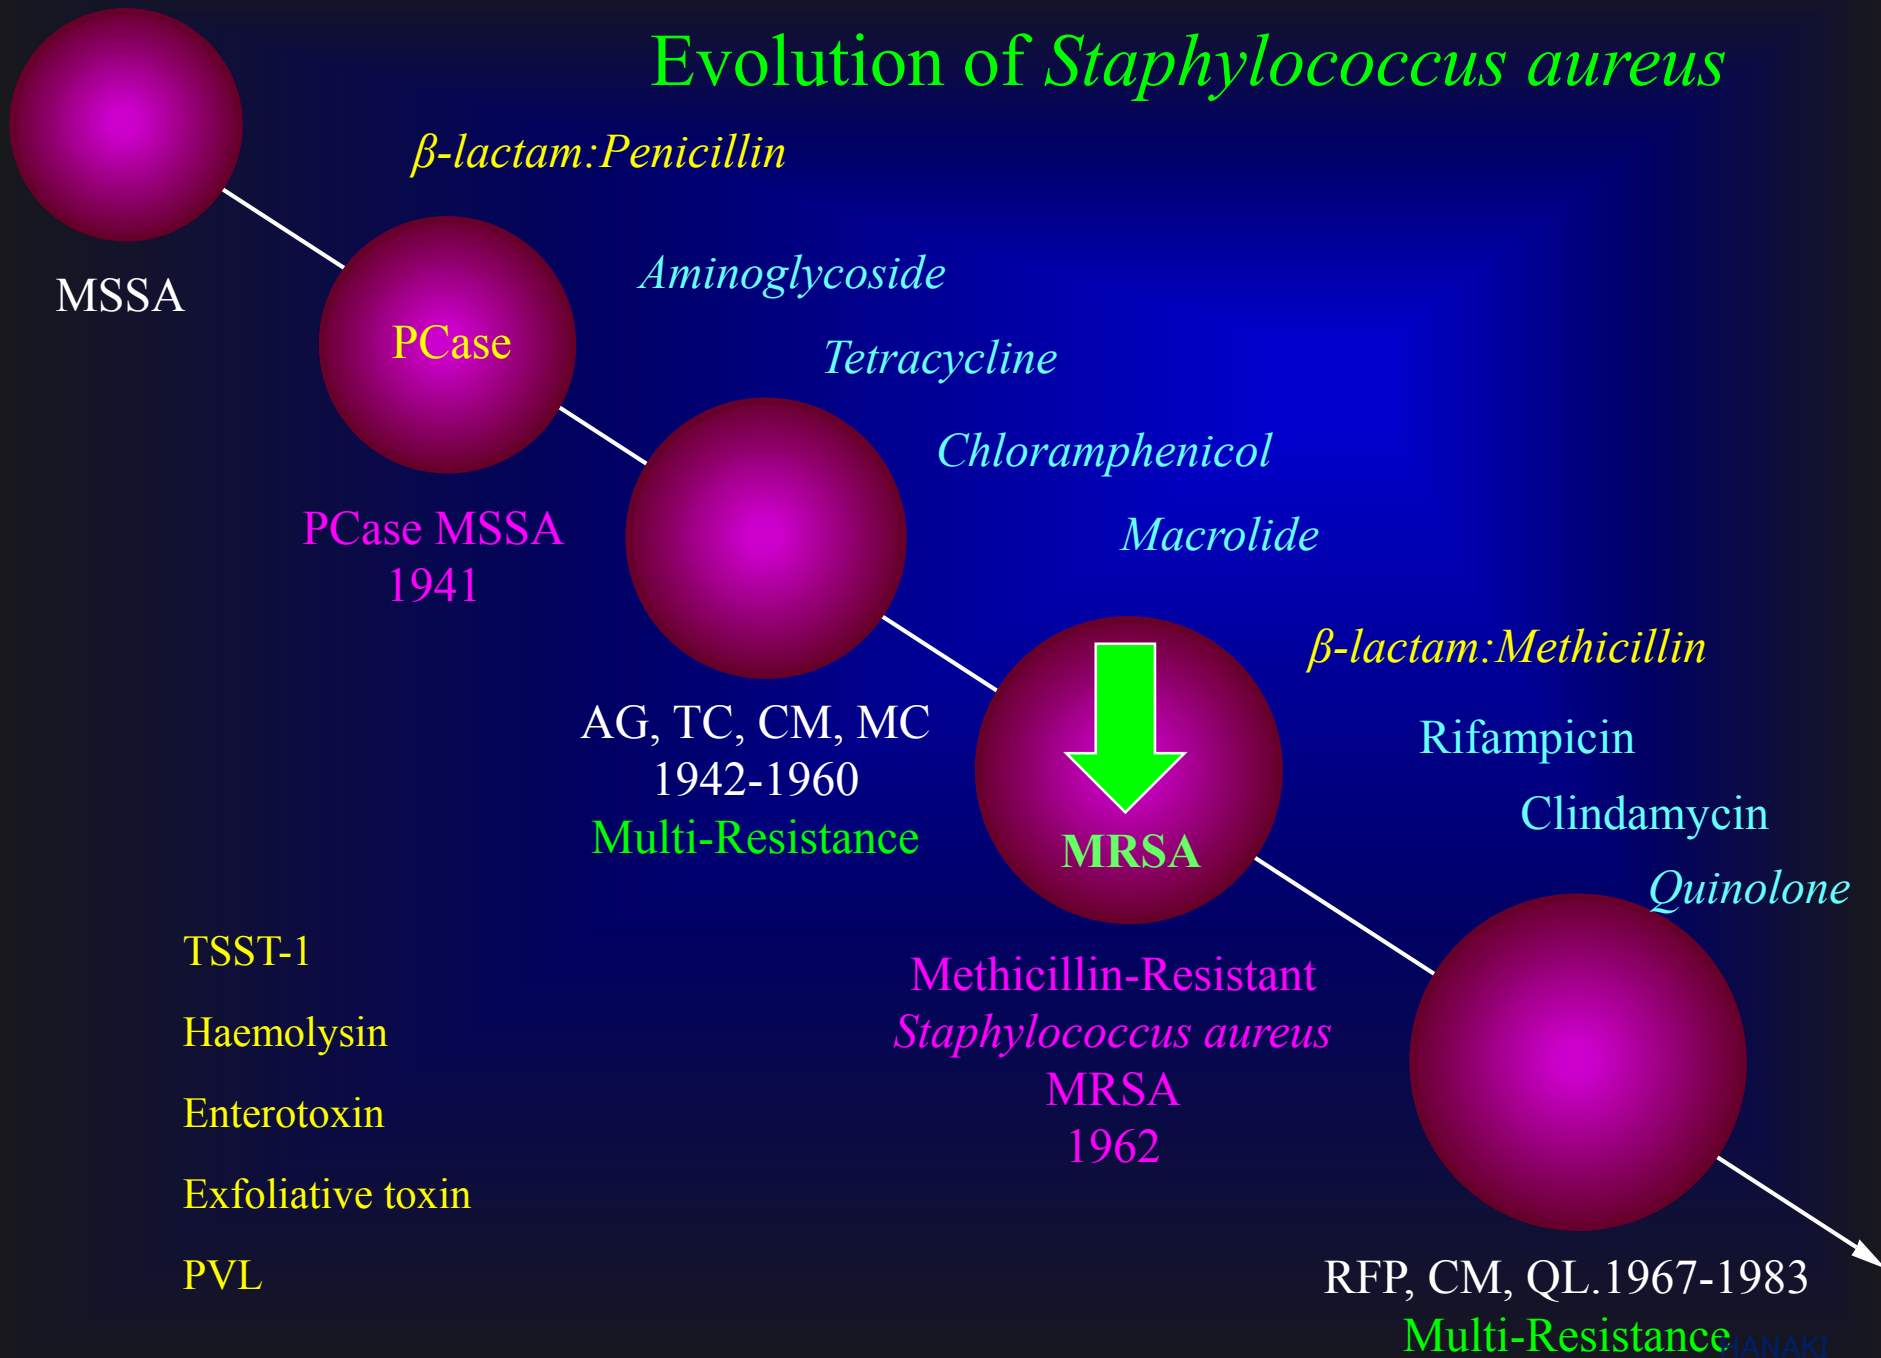 Evolution of Staphylococcus aureus
β-lactam:Penicillin
MSSA
PCase
Aminoglycoside
Tetracycline
Chloramphenicol
Macrolide
PCase MSSA
1941
AG, TC, CM, MC
1942-1960
Multi-Resistance
MRSA
β-lactam:Methicillin
Rifampicin
Clindamycin
Quinolone
Methicillin-Resistant
Staphylococcus aureus
MRSA
1962
TSST-1
Haemolysin
Enterotoxin
Exfoliative toxin
PVL
RFP, CM, QL.1967-1983
Multi-Resistance
HANAKI